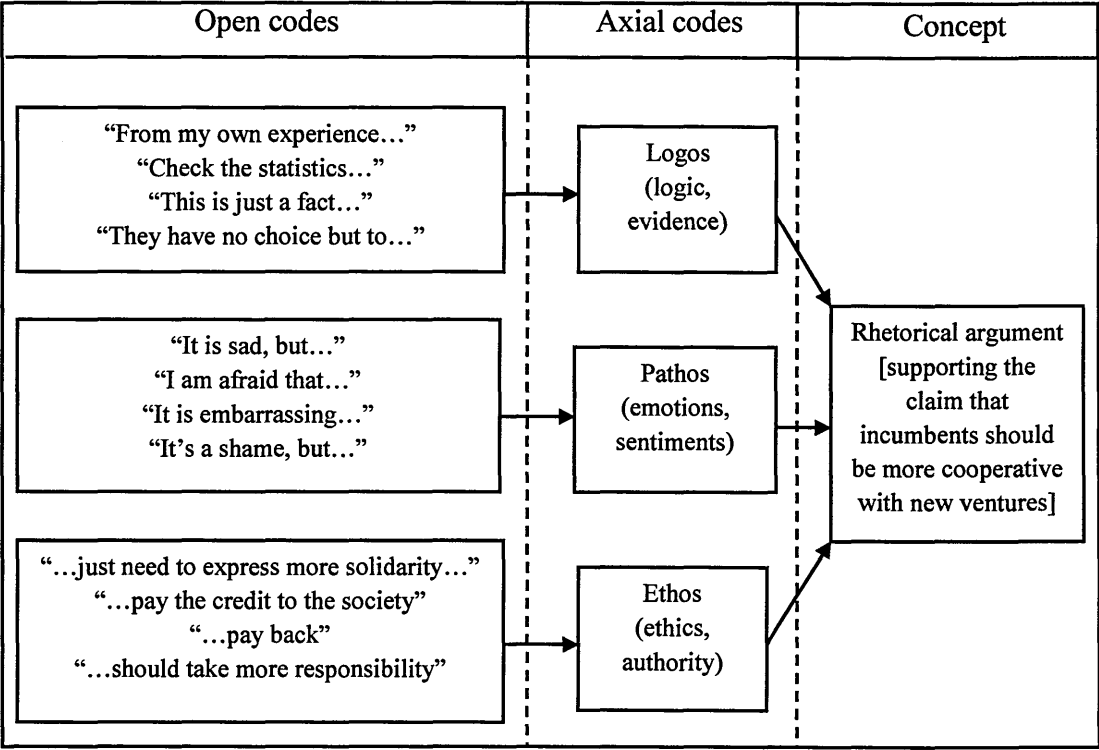 Open codes
Axial codes
Concept
“From my own experience…”
“Check the statistics…”
“This is just a fact…”
“They have no choice but to…”
Logos
(logic,
evidence)
“It is sad, but…”
“I am afraid that…”
“It is embarrassing…”
“It’s a shame, but…”
Pathos
(emotions,
sentiments)
Rhetorical argument
[supporting the
claim that
incumbents should
be more cooperative
with new ventures]
“…just need to express more solidarity…”
“…pay the credit to the society”
“…pay back”
“…should take more responsibility”
Ethos
(ethics,
authority)